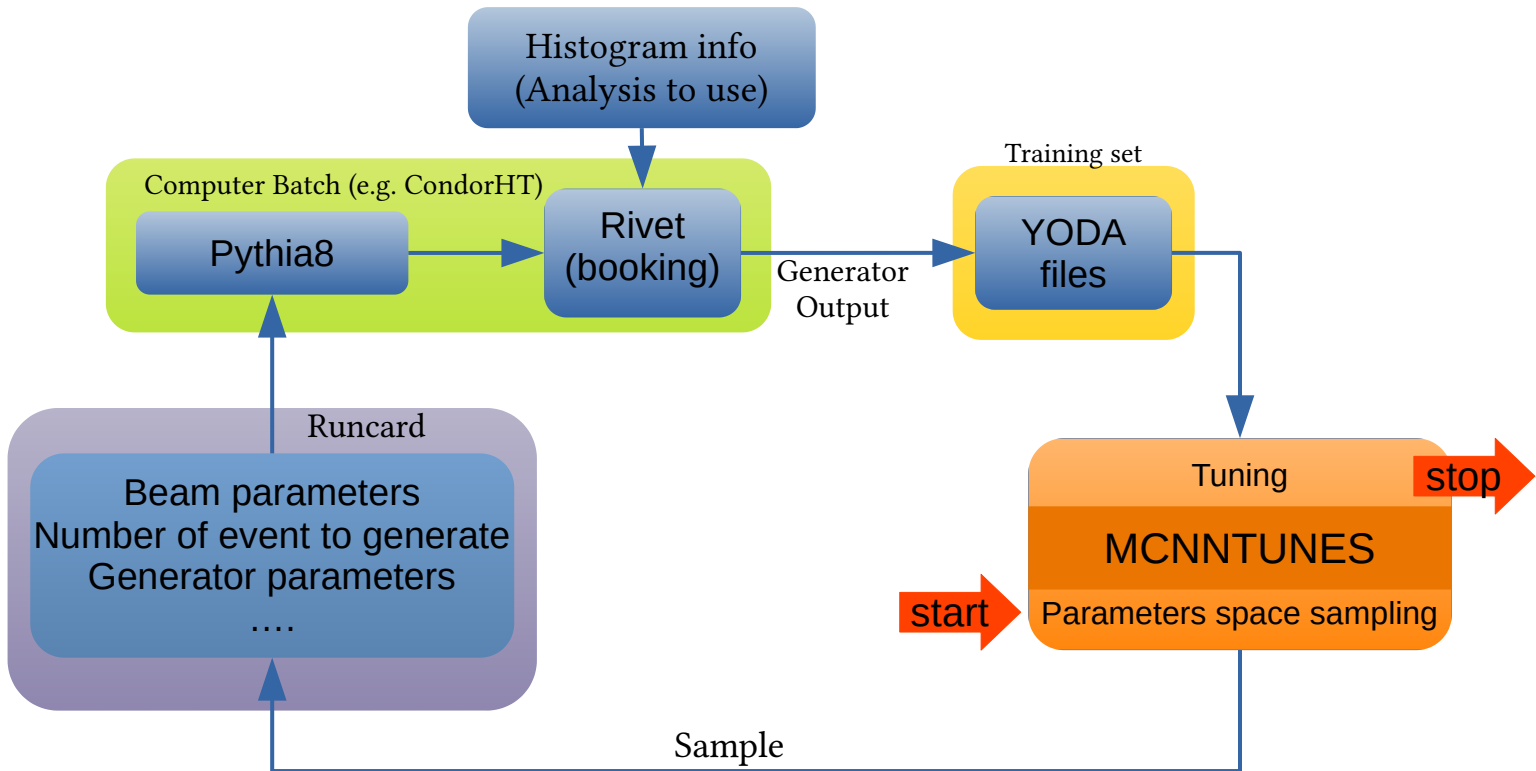 Histogram info
(Analysis to use)
Computer Batch (e.g. CondorHT)
Pythia8
Rivet
(booking)
Generator
Output
Training set
YODA
files
Runcard
Beam parameters
Number of event to generate
Generator parameters
....
Tuning
stop
MCNNTUNES
start
Parameters space sampling
Sample